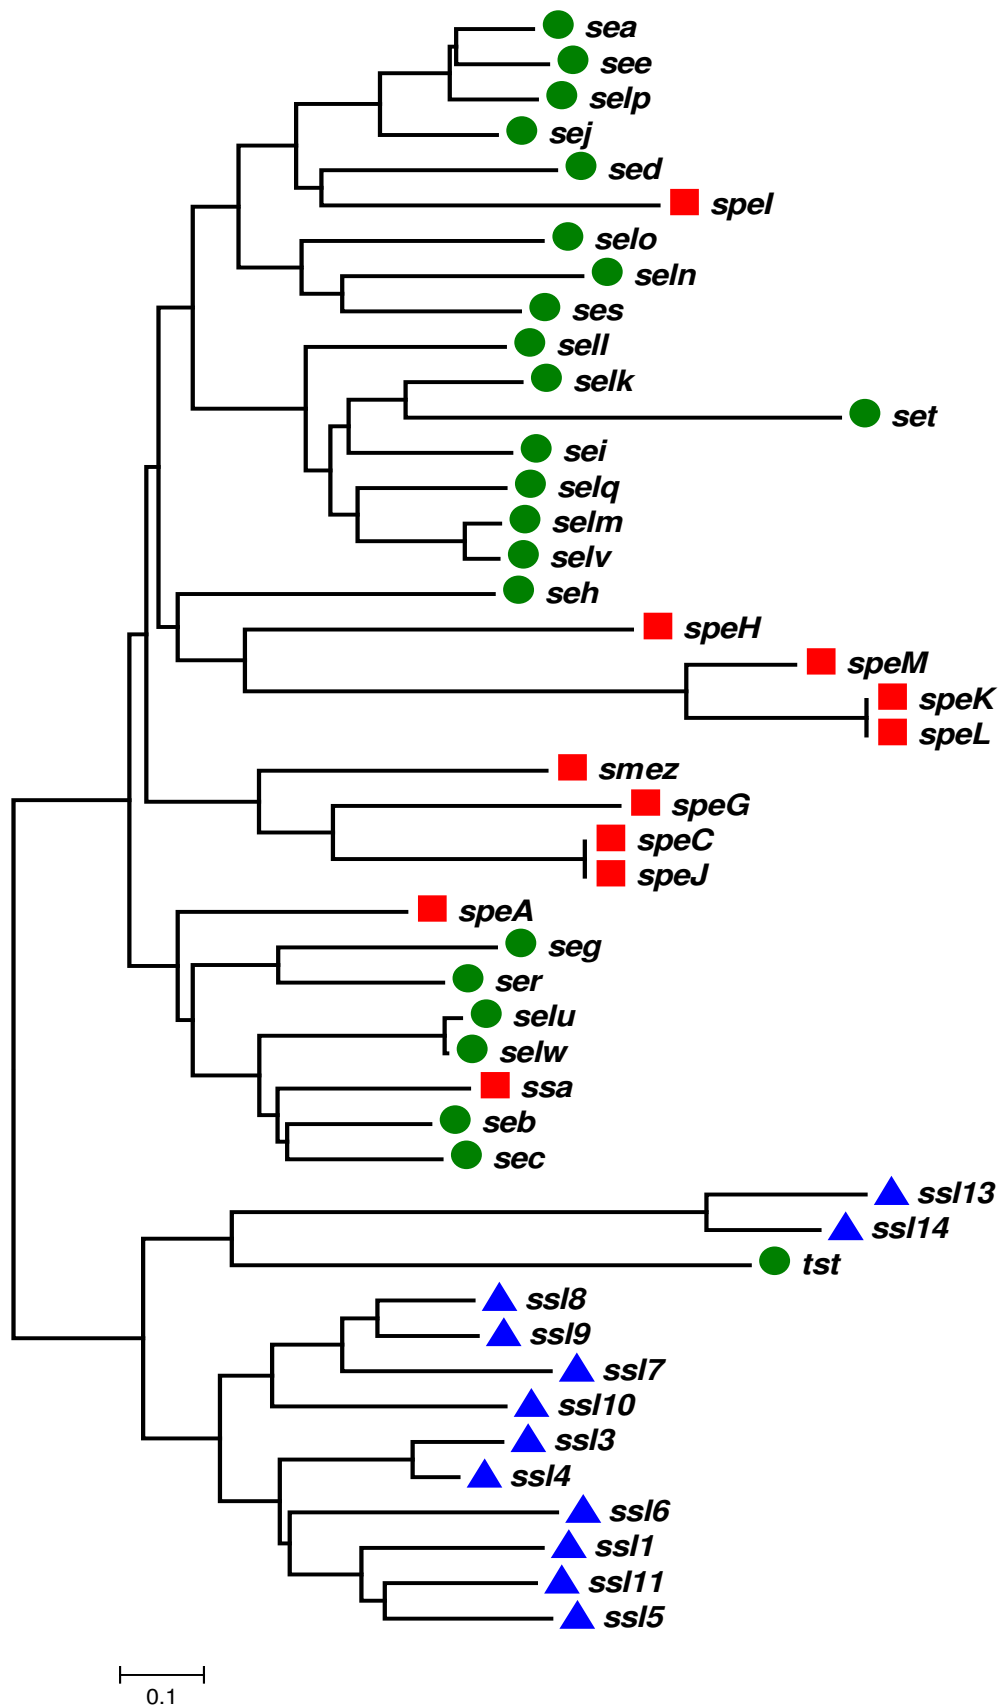 sea
see
selp
sej
sed
speI
selo
seln
ses
sell
selk
set
sei
selq
selm
selv
seh
speH
speM
speK
speL
smez
speG
speC
speJ
speA
seg
ser
selu
selw
ssa
seb
sec
ssl13
ssl14
tst
ssl8
ssl9
ssl7
ssl10
ssl3
ssl4
ssl6
ssl1
ssl11
ssl5
0.1